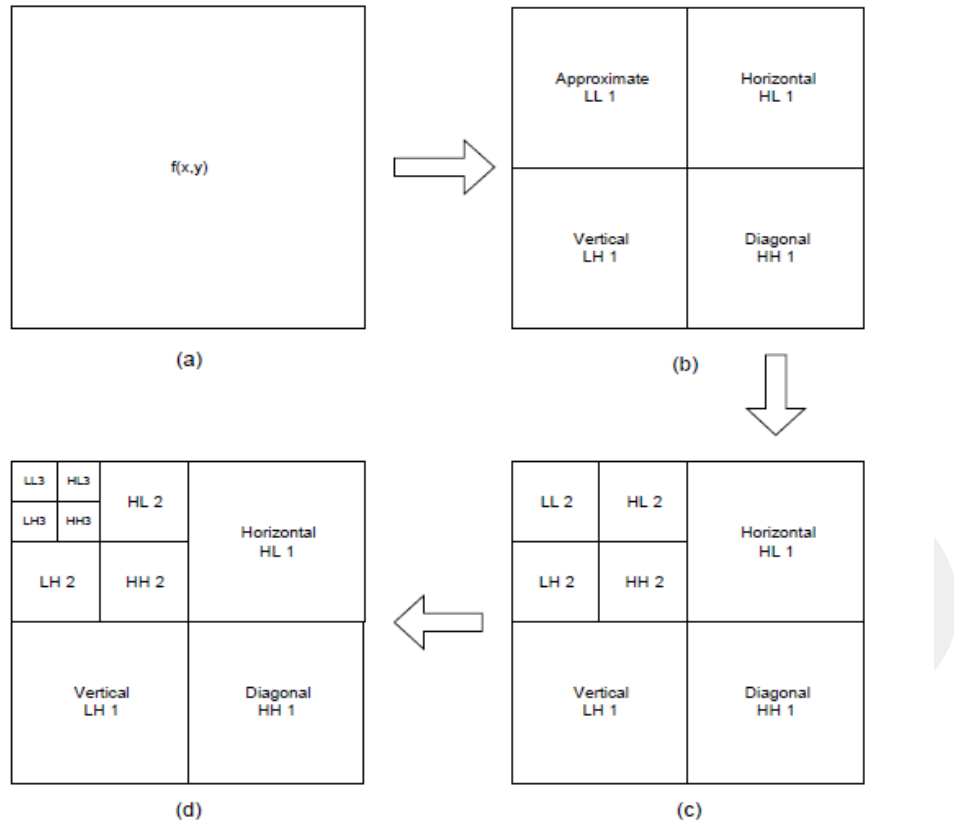 f(x,y)
(a)
Approximate
LL 1
Horizontal
HL 1
Vertical
LH 1
Diagonal
HH 1
(b)
LL3
HL3
LH3
HH3
HL 2
LH 2
HH 2
Horizontal
HL 1
Vertical
LH 1
Diagonal
HH 1
(d)
LL 2
HL 2
LH 2
HH 2
Horizontal
HL 1
Vertical
LH 1
Diagonal
HH 1
(c)